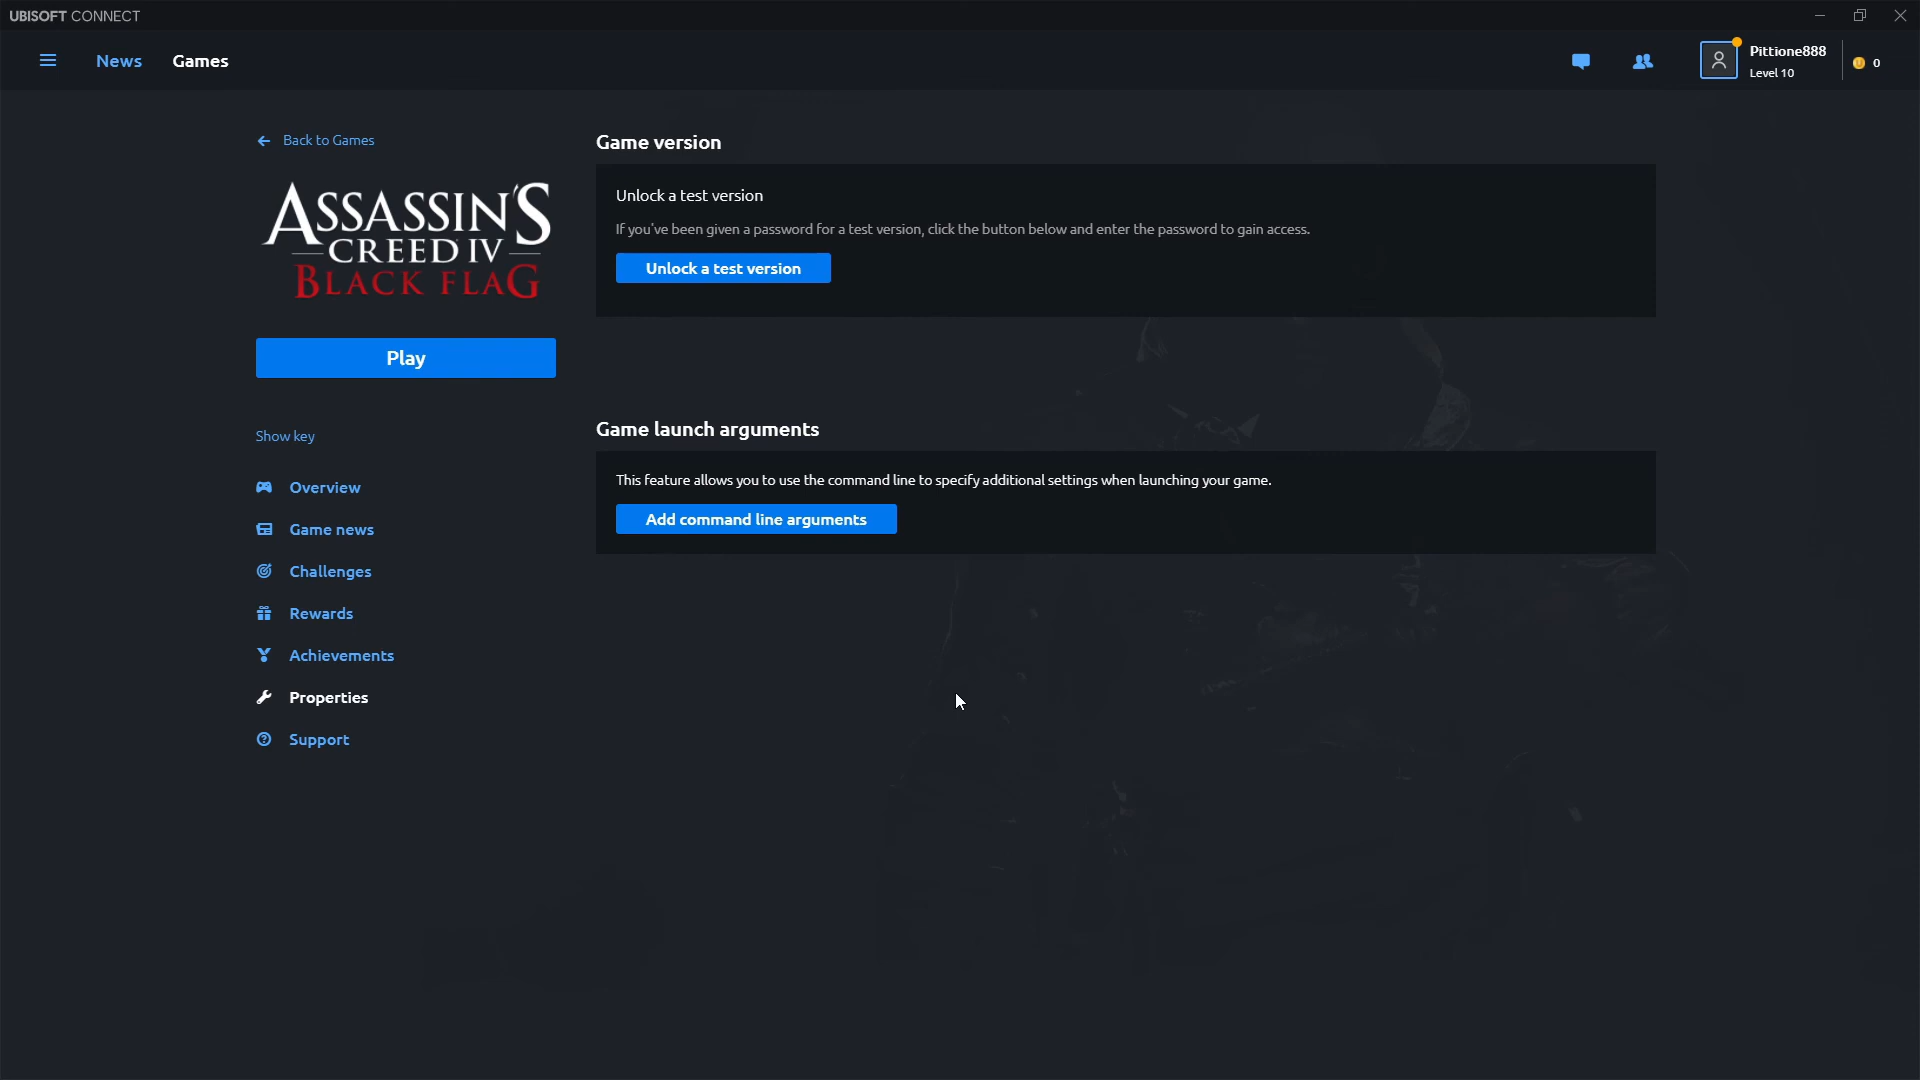 UBISOFT CONNECT
News
Games
Pittione888
Level 10
0
Back to Games
ASSASSIN'S
CREED IV
BLACK FLAG
Play
Show key
Overview
Game news
Challenges
Rewards
Achievements
Properties
Support
Game version
Unlock a test version
If you've been given a password for a test version, click the button below and enter the password to gain access.
Unlock a test version
Game launch arguments
This feature allows you to use the command line to specify additional settings when launching your game.
Add command line arguments